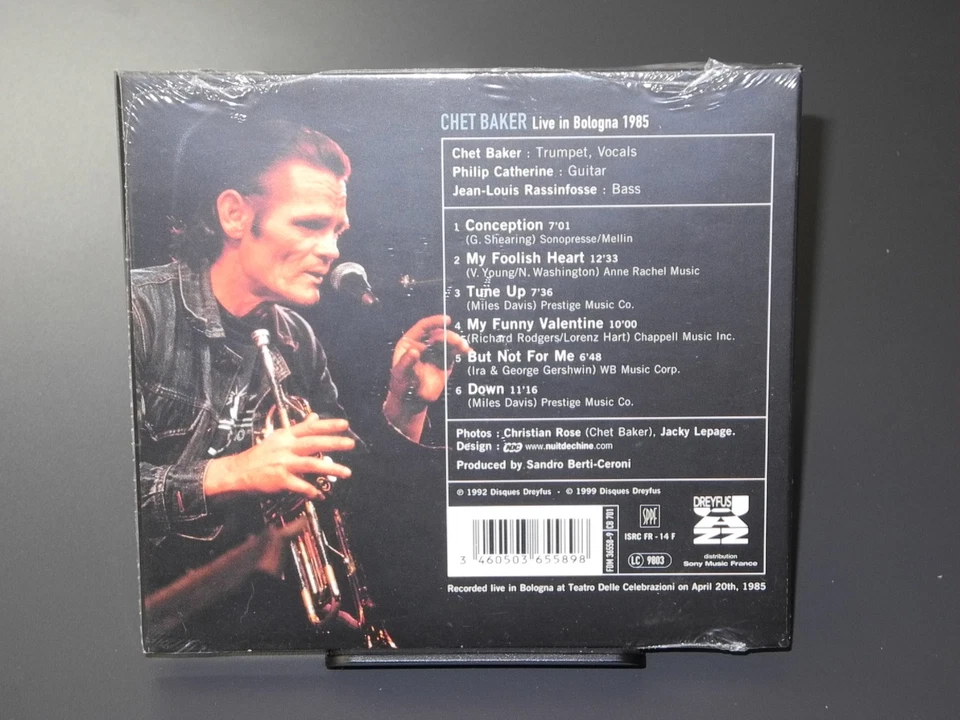 CHET BAKER Live in Bologna 1985
Chet Baker : Trumpet, Vocals
Philip Catherine : Guitar
Jean-Louis Rassinfosse : Bass
1 Conception 7'01
(G. Shearing) Sonopresse/Mellin
2 My Foolish Heart 12'33
(V. Young/N. Washington) Anne Rachel Music
3 Tune Up 7'36
(Miles Davis) Prestige Music Co.
4 My Funny Valentine 10'00
(Richard Rodgers/Lorenz Hart) Chappell Music Inc.
5 But Not For Me 6'48
(Ira & George Gershwin) WB Music Corp.
6 Down 11'16
(Miles Davis) Prestige Music Co.
Photos : Christian Rose (Chet Baker), Jacky Lepage.
Design : www.nuitdechine.com
Produced by Sandro Berti-Ceroni
℗ 1992 Disques Dreyfus · © 1999 Disques Dreyfus
3 460503 655898
FDM 36558-9 CB 701
SPPF
ISRC FR - 14 F
LC 9803
DREYFUS
JAZZ
distribution
Sony Music France
Recorded live in Bologna at Teatro Delle Celebrazioni on April 20th, 1985